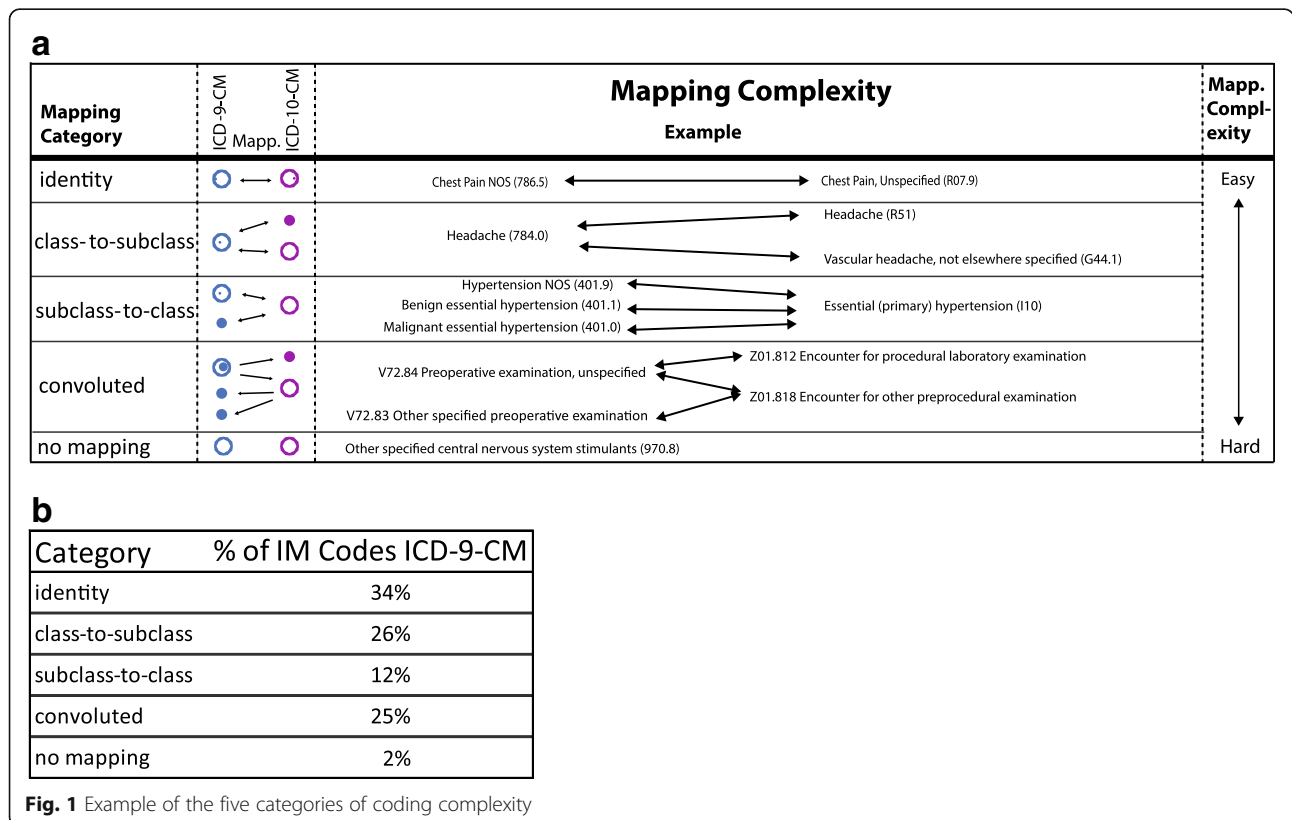 a
Mapping Category
ICD-9-CM
Mapp.
ICD-10-CM
Mapping Complexity
Example
Mapp.
Compl-
exity
identity
Chest Pain NOS (786.5)
Chest Pain, Unspecified (R07.9)
Easy
class-to-subclass
Headache (784.0)
Headache (R51)
Vascular headache, not elsewhere specified (G44.1)
subclass-to-class
Hypertension NOS (401.9)
Benign essential hypertension (401.1)
Malignant essential hypertension (401.0)
Essential (primary) hypertension (I10)
convoluted
V72.84 Preoperative examination, unspecified
V72.83 Other specified preoperative examination
Z01.812 Encounter for procedural laboratory examination
Z01.818 Encounter for other preprocedural examination
no mapping
Other specified central nervous system stimulants (970.8)
Hard
b
Category % of IM Codes ICD-9-CM
identity 34%
class-to-subclass 26%
subclass-to-class 12%
convoluted 25%
no mapping 2%
Fig. 1 Example of the five categories of coding complexity